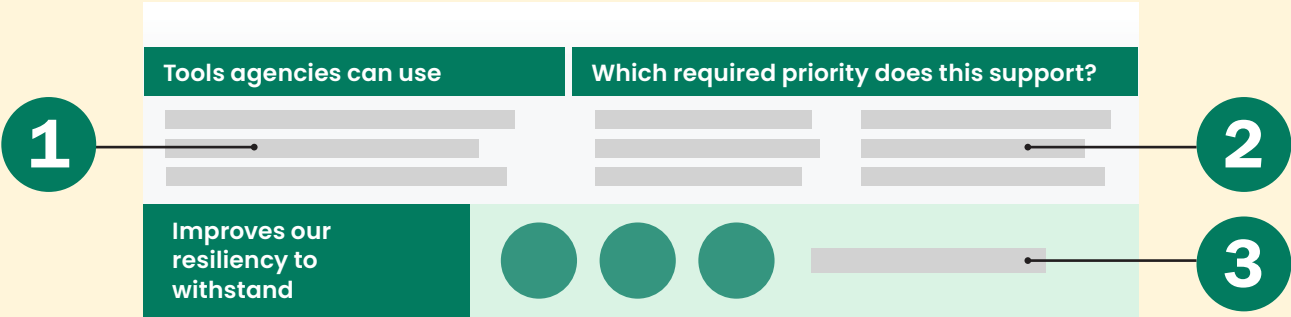 Tools agencies can use
Which required priority does this support?
1
2
Improves our
resiliency to
withstand
3